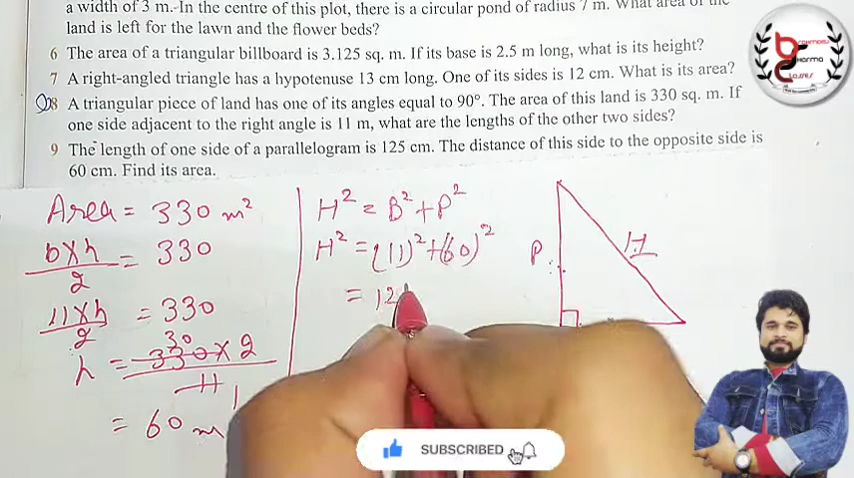 a width of 3 m. In the centre of this plot, there is a circular pond of radius 7 m. What area of the
land is left for the lawn and the flower beds?
6 The area of a triangular billboard is 3.125 sq. m. If its base is 2.5 m long, what is its height?
7 A right-angled triangle has a hypotenuse 13 cm long. One of its sides is 12 cm. What is its area?
8 A triangular piece of land has one of its angles equal to 90°. The area of this land is 330 sq. m. If
one side adjacent to the right angle is 11 m, what are the lengths of the other two sides?
9 The length of one side of a parallelogram is 125 cm. The distance of this side to the opposite side is
60 cm. Find its area.
Area = 330 m²
b×h/2 = 330
11×h/2 = 330
h = 330×2/11
30
1
= 60 m
H² = B² + P²
H² = (11)² + (60)²
= 12
P
H
SUBSCRIBED